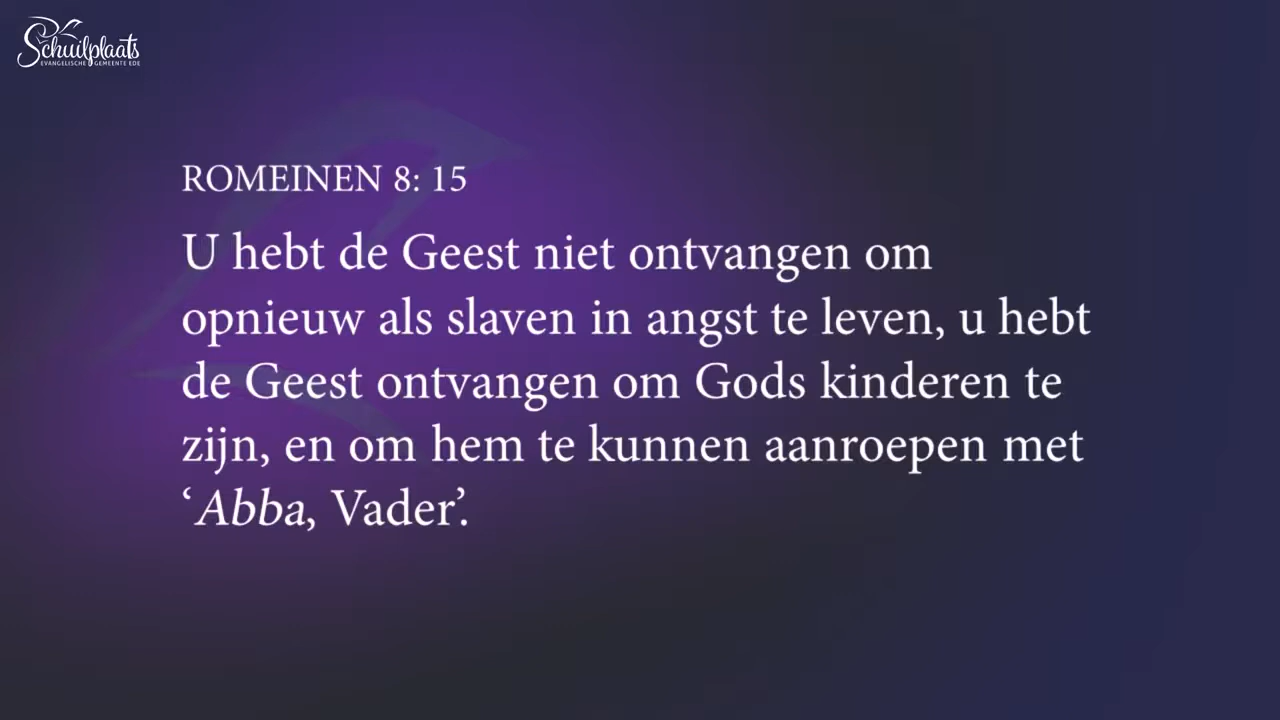 Schuilplaats
EVANGELISCHE GEMEENTE EDE
ROMEINEN 8: 15
U hebt de Geest niet ontvangen om
opnieuw als slaven in angst te leven, u hebt
de Geest ontvangen om Gods kinderen te
zijn, en om hem te kunnen aanroepen met
‘Abba, Vader’.